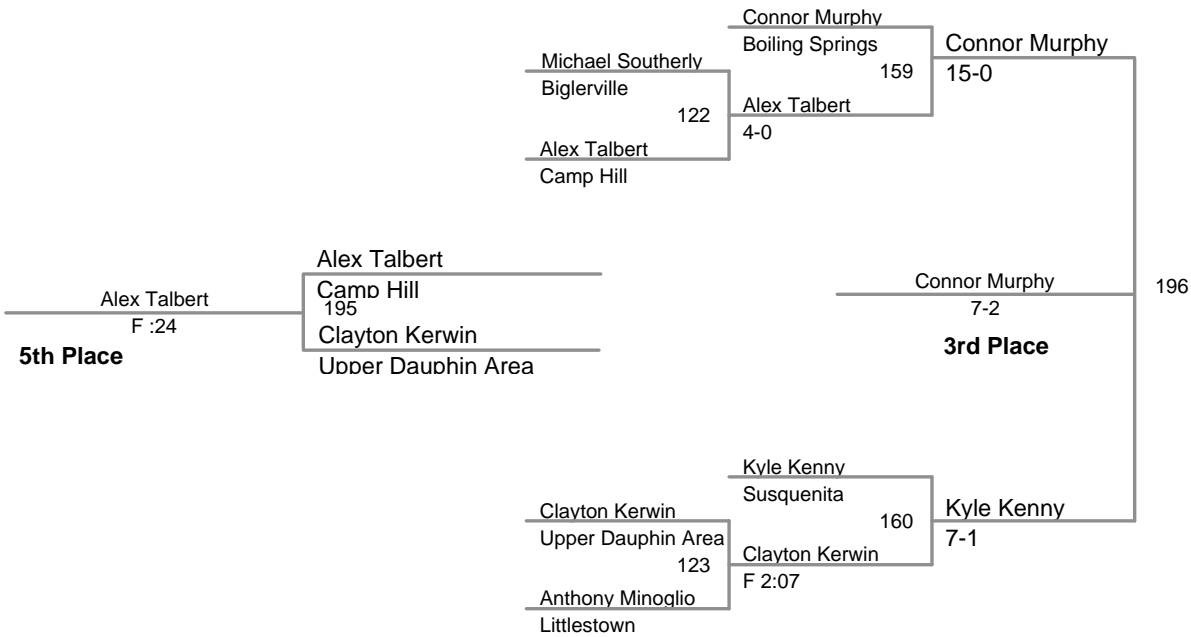 Connor Murphy
Boiling Springs
159
Connor Murphy
15-0
Michael Southerly
Biglerville
122
Alex Talbert
4-0
Alex Talbert
Camp Hill
Alex Talbert
Camp Hill
195
Clayton Kerwin
Upper Dauphin Area
Alex Talbert
F :24
5th Place
Connor Murphy
7-2
3rd Place
196
Kyle Kenny
Susquenita
160
Kyle Kenny
7-1
Clayton Kerwin
Upper Dauphin Area
123
Clayton Kerwin
F 2:07
Anthony Minoglio
Littlestown